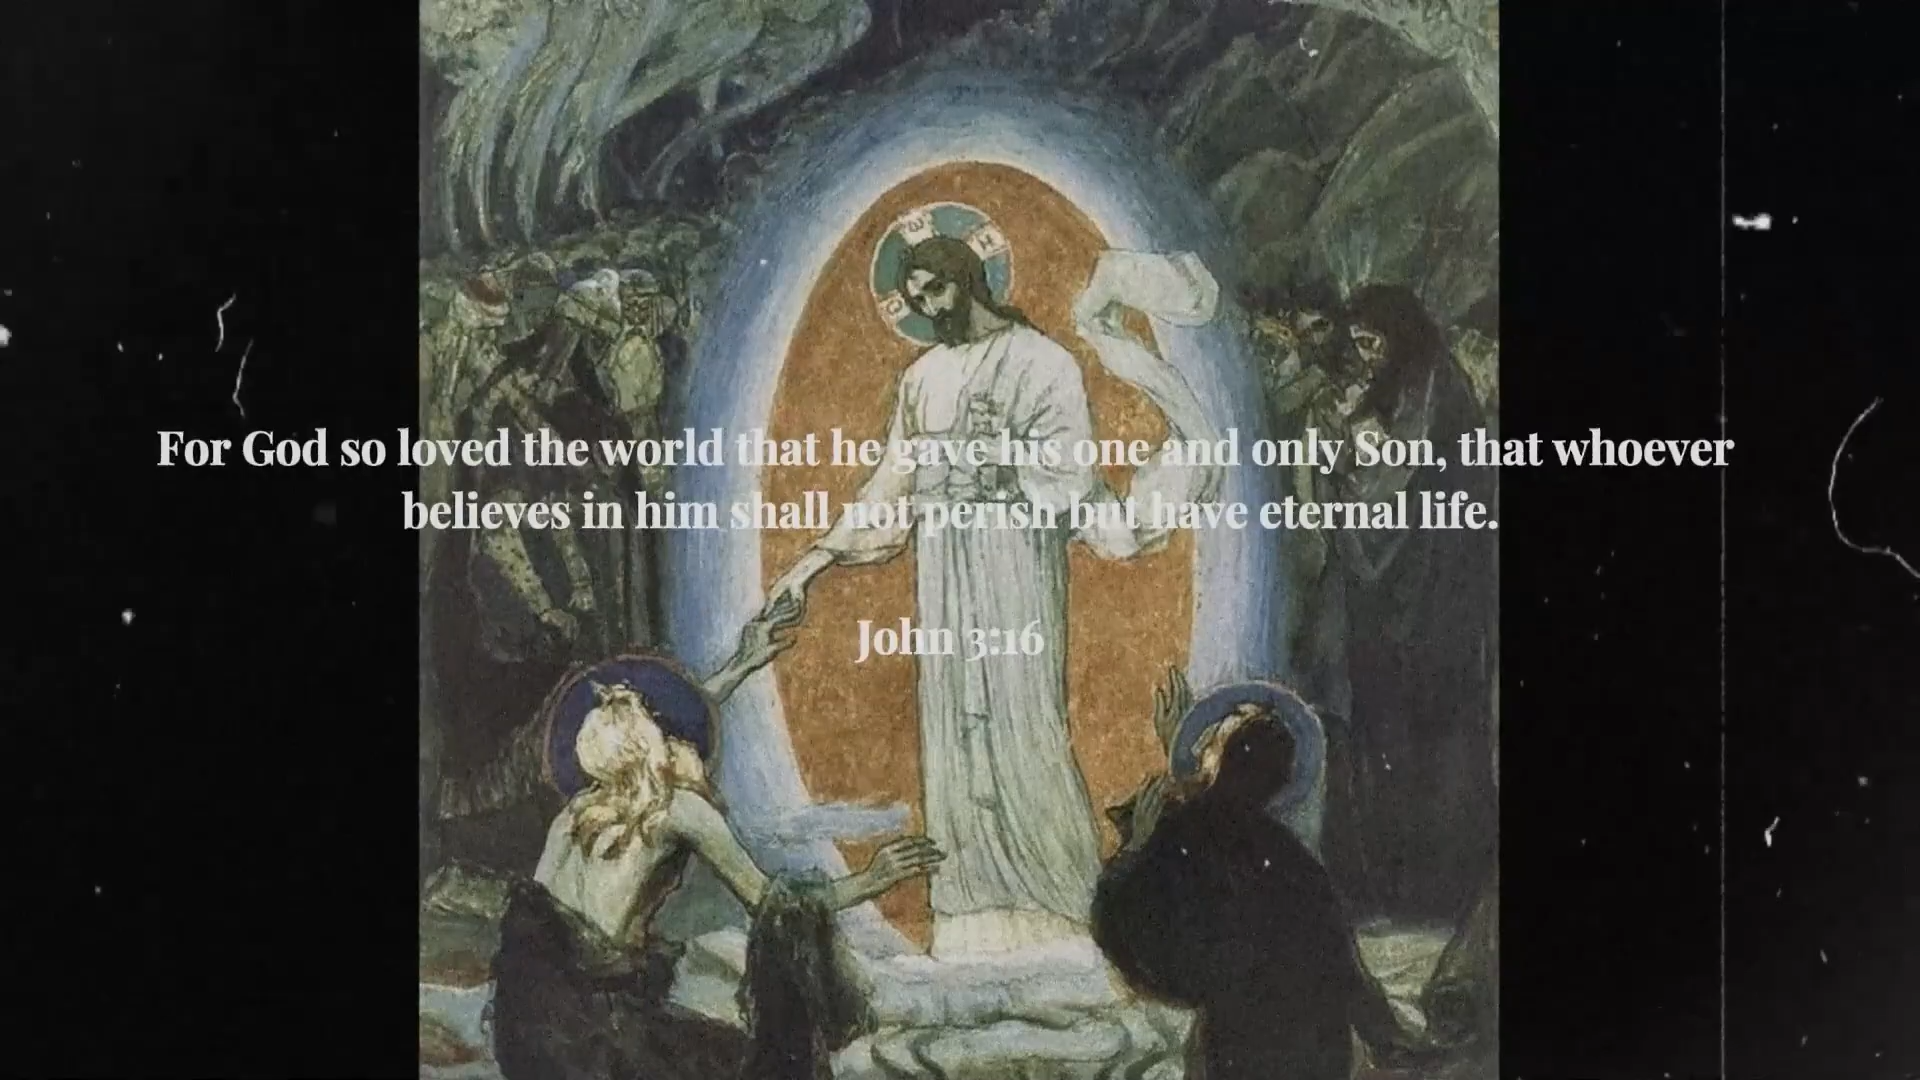 For God so loved the world that he gave his one and only Son, that whoever
believes in him shall not perish but have eternal life.
John 3:16